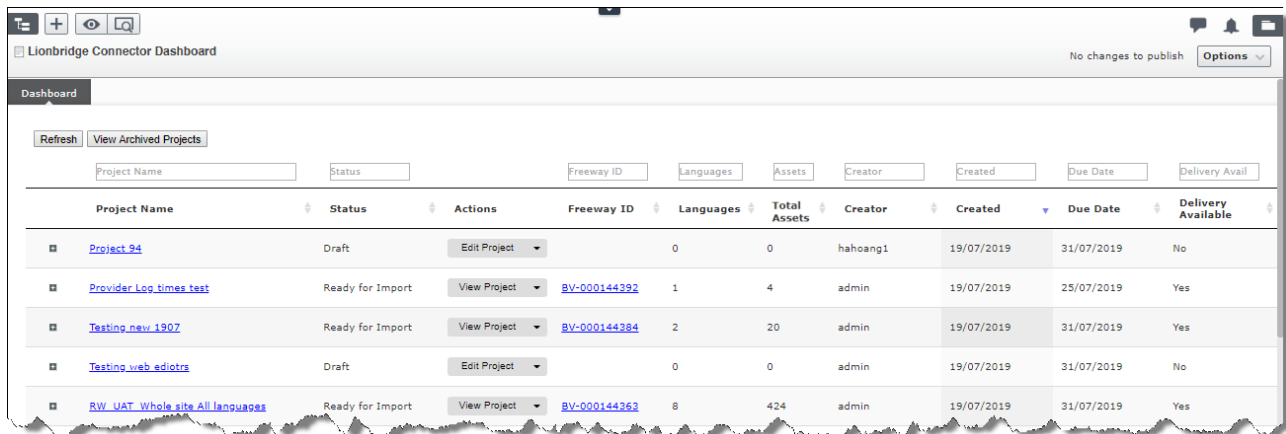 Lionbridge Connector Dashboard
No changes to publish Options
Dashboard
Refresh View Archived Projects
Project Name Status Freeway ID Languages Assets Creator Created Due Date Delivery Avail
Project Name Status Actions Freeway ID Languages Total Assets Creator Created Due Date Delivery Available
Project 94 Draft Edit Project 0 0 hahoang1 19/07/2019 31/07/2019 No
Provider Log times test Ready for Import View Project BV-000144392 1 4 admin 19/07/2019 25/07/2019 Yes
Testing new 1907 Ready for Import View Project BV-000144384 2 20 admin 19/07/2019 31/07/2019 Yes
Testing web ediotrs Draft Edit Project 0 0 admin 19/07/2019 31/07/2019 No
RW_UAT_Whole site All languages Ready for Import View Project BV-000144363 8 424 admin 19/07/2019 31/07/2019 Yes